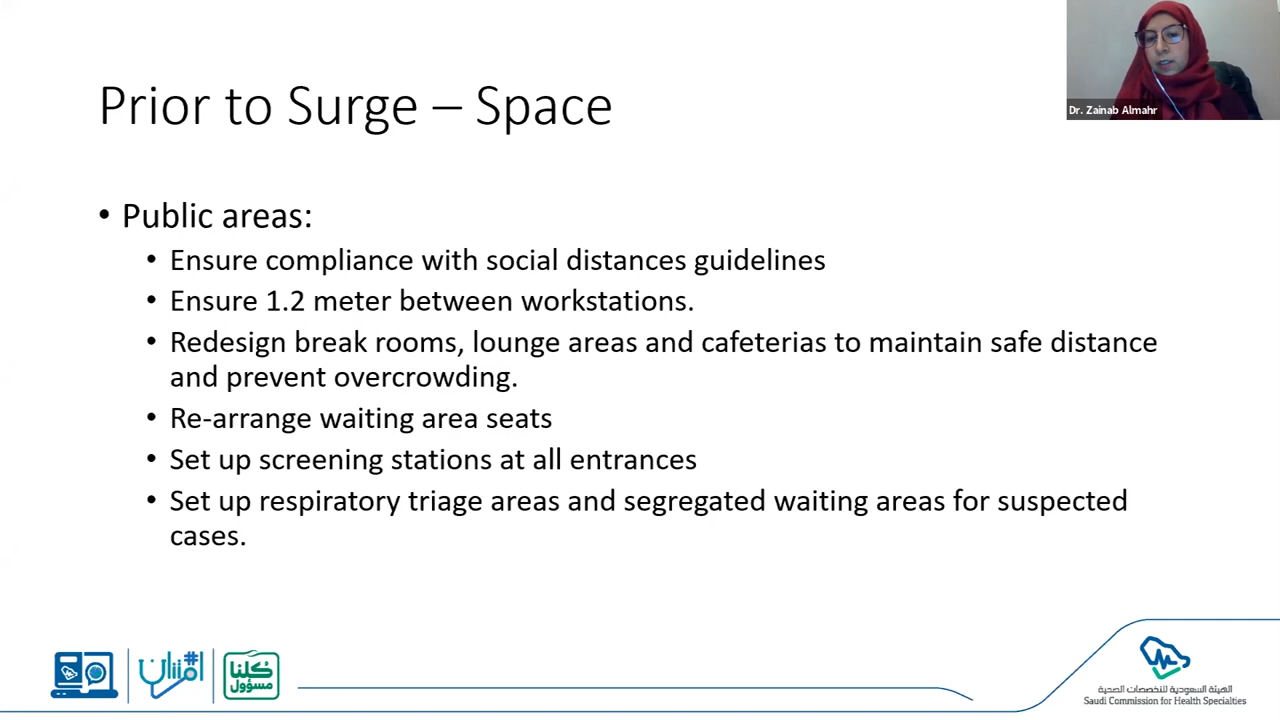 Prior to Surge – Space
Dr. Zainab Almahr
• Public areas:
• Ensure compliance with social distances guidelines
• Ensure 1.2 meter between workstations.
• Redesign break rooms, lounge areas and cafeterias to maintain safe distance
and prevent overcrowding.
• Re-arrange waiting area seats
• Set up screening stations at all entrances
• Set up respiratory triage areas and segregated waiting areas for suspected
cases.
#امتنان
كلنا
مسؤول
الهيئة السعودية للتخصصات الصحية
Saudi Commission for Health Specialties